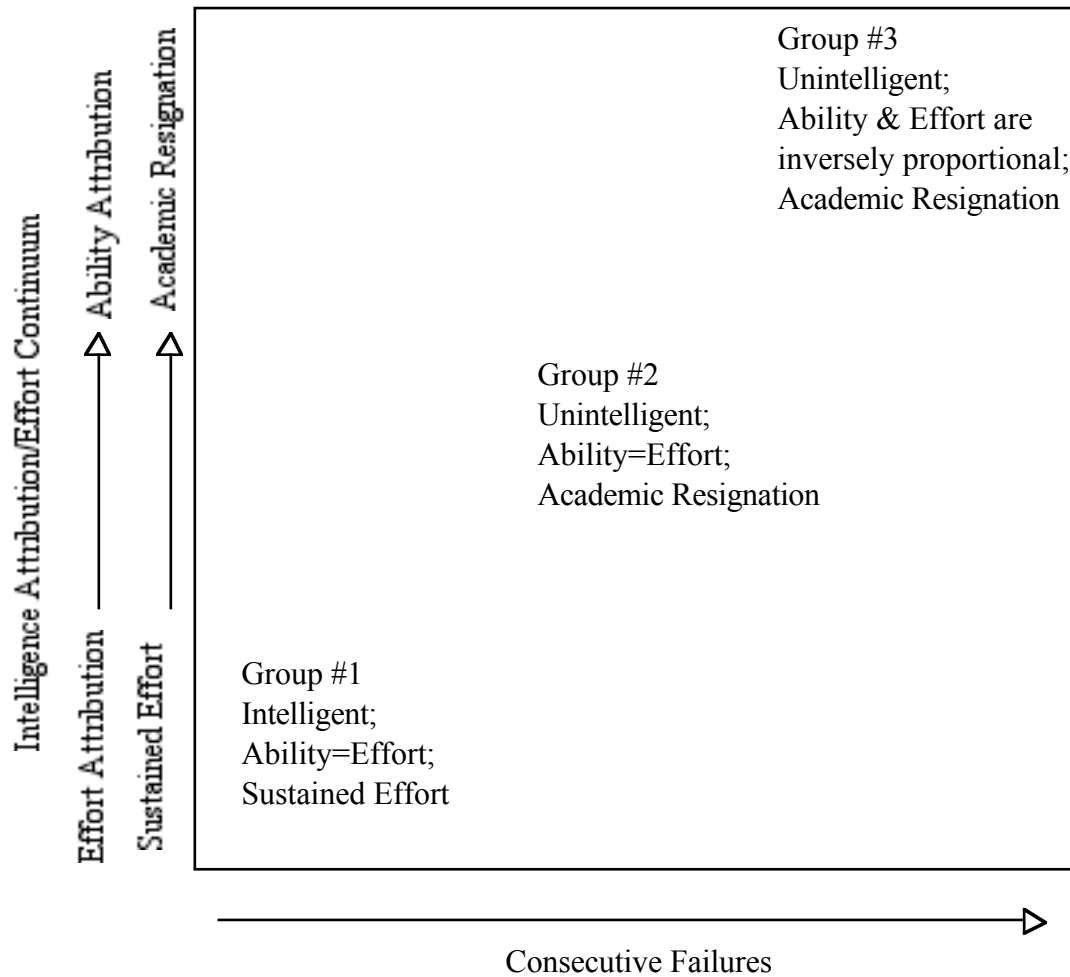 Intelligence Attribution/Effort Continuum
Effort Attribution
Ability Attribution
Sustained Effort
Academic Resignation
Group #3
Unintelligent;
Ability & Effort are
inversely proportional;
Academic Resignation
Group #2
Unintelligent;
Ability=Effort;
Academic Resignation
Group #1
Intelligent;
Ability=Effort;
Sustained Effort
Consecutive Failures